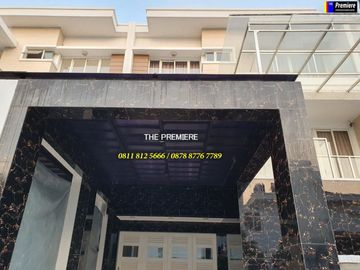 Premiere
THE PREMIERE
0811 812 5666 / 0878 8776 7789